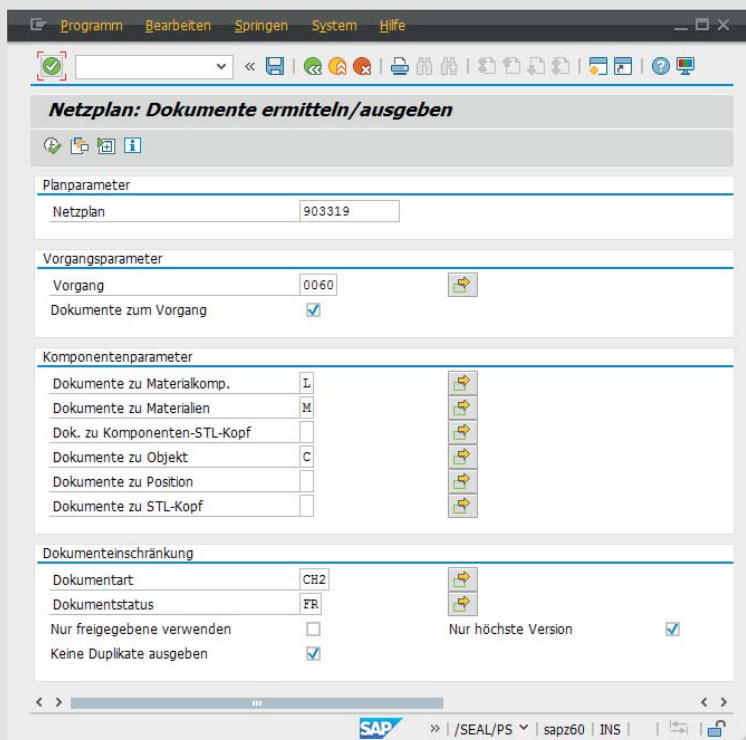 Programm Bearbeiten Springen System Hilfe
Netzplan: Dokumente ermitteln/ausgeben
Planparameter
Netzplan 903319
Vorgangsparameter
Vorgang 0060
Dokumente zum Vorgang
Komponentenparameter
Dokumente zu Materialkomp. L
Dokumente zu Materialien M
Dok. zu Komponenten-STL-Kopf
Dokumente zu Objekt C
Dokumente zu Position
Dokumente zu STL-Kopf
Dokumenteinschränkung
Dokumentart CH2
Dokumentstatus FR
Nur freigegebene verwenden Nur höchste Version
Keine Duplikate ausgeben
SAP » | /SEAL/PS | sapz60 | INS |